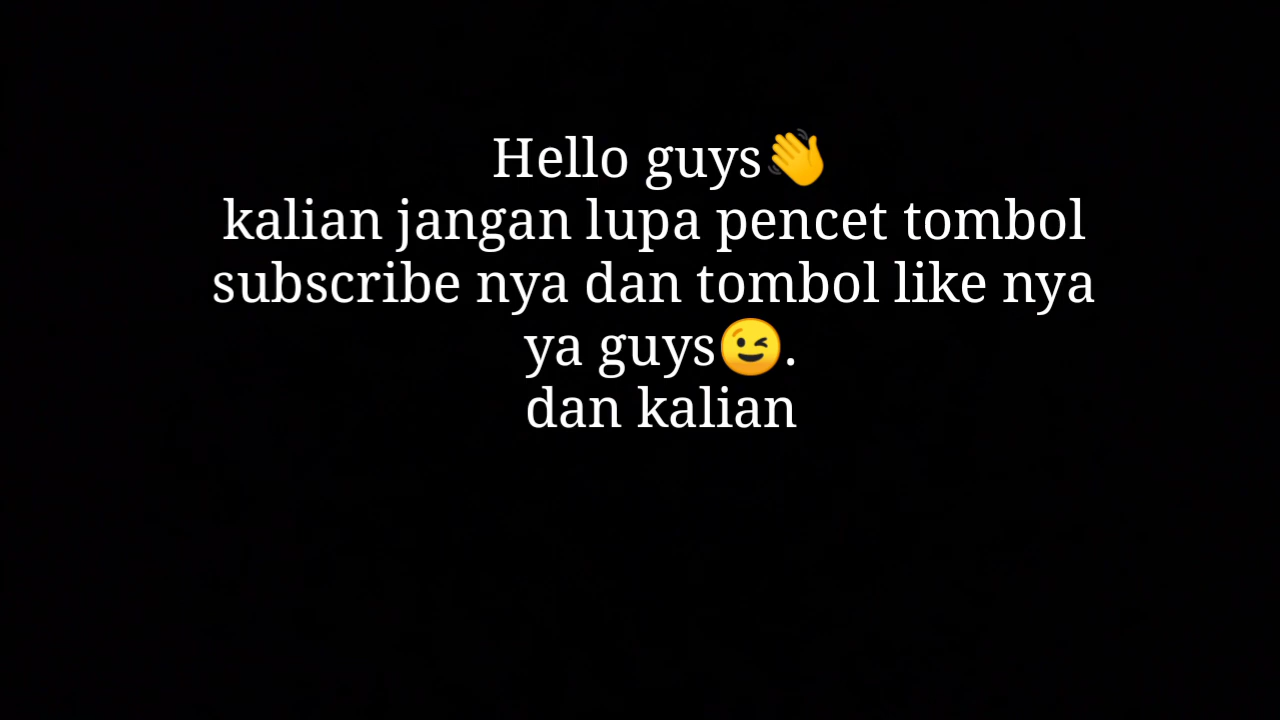 Hello guys👋
kalian jangan lupa pencet tombol
subscribe nya dan tombol like nya
ya guys😉.
dan kalian